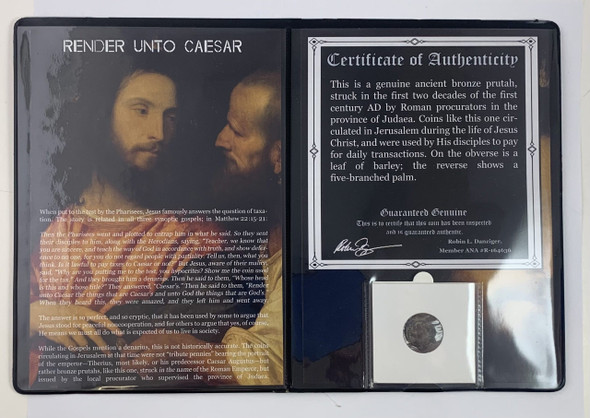 RENDER UNTO CAESAR
When put to the test by the Pharisees, Jesus famously answers the question of taxa-
tion. The story is related in all three synoptic gospels; in Matthew 22:15-21:
Then the Pharisees went and plotted to entrap him in what he said. So they sent
their disciples to him, along with the Herodians, saying, "Teacher, we know that
you are sincere, and teach the way of God in accordance with truth, and show defer-
ence to no one; for you do not regard people with partiality. Tell us, then, what you
think. Is it lawful to pay taxes to Caesar or not?" But Jesus, aware of their malice,
said, "Why are you putting me to the test, you hypocrites? Show me the coin used
for the tax." And they brought him a denarius. Then he said to them, "Whose head
is this and whose title?" They answered, "Caesar's." Then he said to them, "Render
unto Caesar the things that are Caesar's and unto God the things that are God's."
When they heard this, they were amazed, and they left him and went away.
The answer is so perfect, and so cryptic, that it has been used by some to argue that
Jesus stood for peaceful noncooperation, and for others to argue that yes, of course,
He means we must all do what is expected of us to live in society.
While the Gospels mention a denarius, this is not historically accurate. The coins
circulating in Jerusalem at that time were not "tribute pennies" bearing the portrait
of the emperor—Tiberius, most likely, or his predecessor Caesar Augustus—but
rather bronze prutahs, like this one, struck in the name of the Roman Emperor, but
issued by the local procurator who supervised the province of Judaea.
Certificate of Authenticity
This is a genuine ancient bronze prutah,
struck in the first two decades of the first
century AD by Roman procurators in the
province of Judaea. Coins like this one cir-
culated in Jerusalem during the life of Jesus
Christ, and were used by His disciples to pay
for daily transactions. On the obverse is a
leaf of barley; the reverse shows a
five-branched palm.
Guaranteed Genuine
This is to certify that this coin has been inspected
and is guaranteed authentic.
Robin L. Danziger,
Member ANA #R-164636